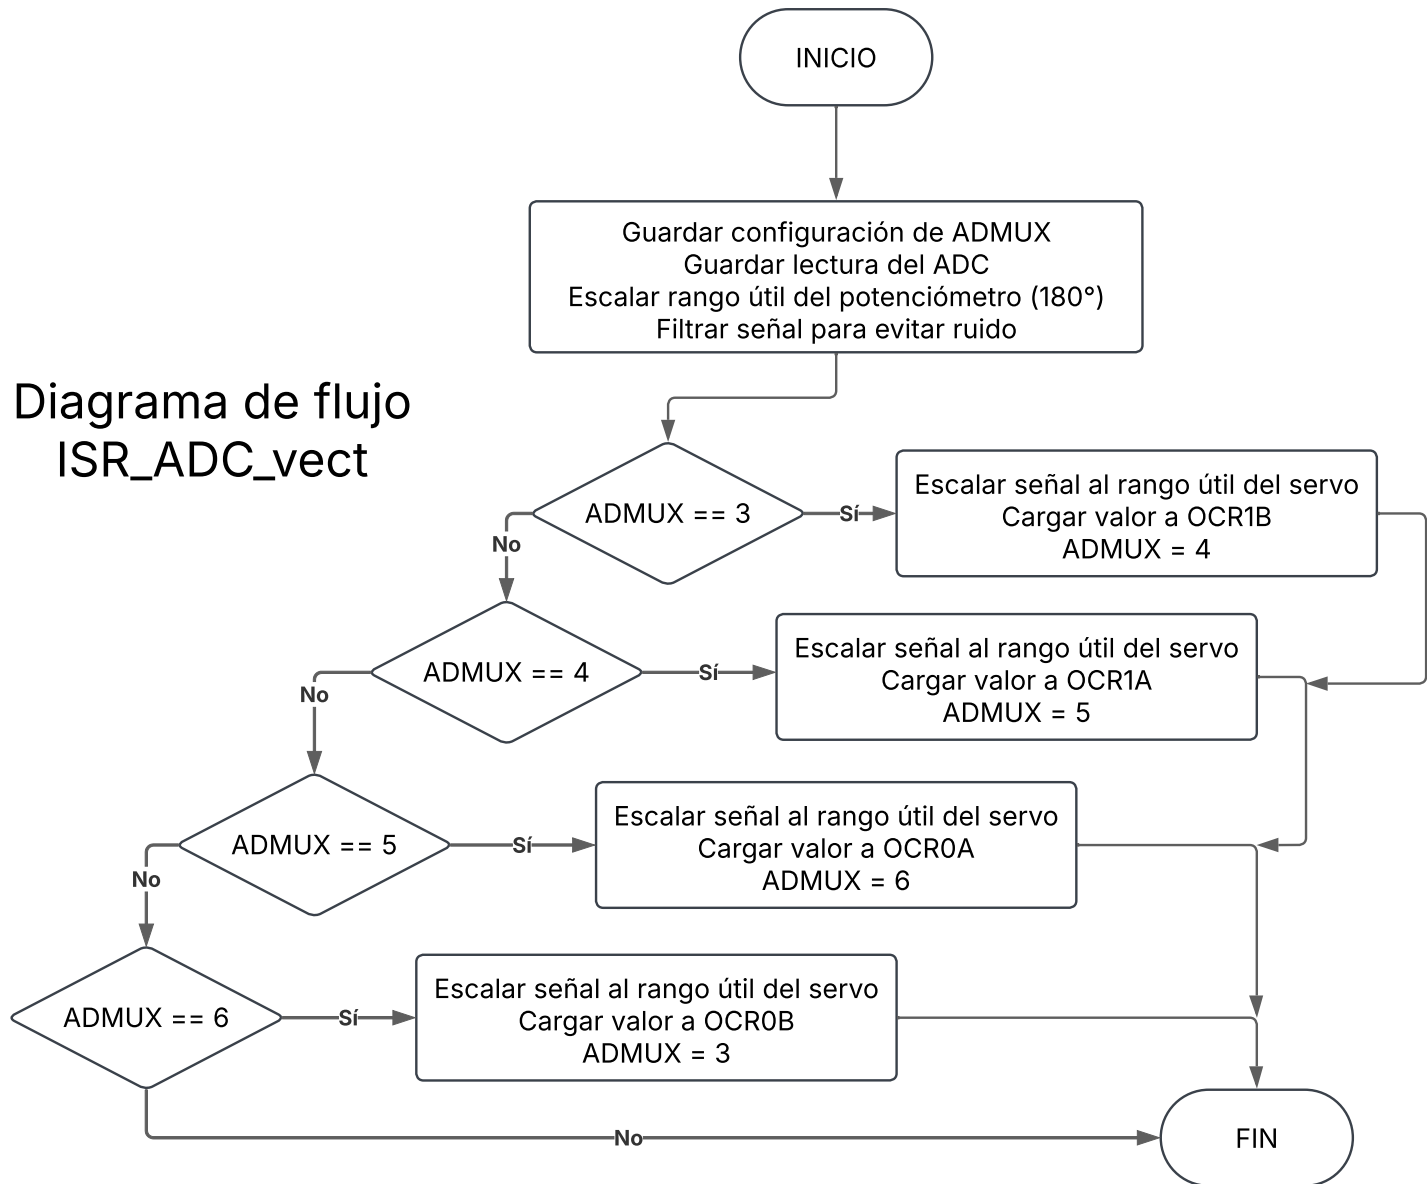 INICIO
Guardar configuración de ADMUX
Guardar lectura del ADC
Escalar rango útil del potenciómetro (180°)
Filtrar señal para evitar ruido
Diagrama de flujo
ISR_ADC_vect
ADMUX == 3
Sí
Escalar señal al rango útil del servo
Cargar valor a OCR1B
ADMUX = 4
No
ADMUX == 4
Sí
Escalar señal al rango útil del servo
Cargar valor a OCR1A
ADMUX = 5
No
ADMUX == 5
Sí
Escalar señal al rango útil del servo
Cargar valor a OCR0A
ADMUX = 6
No
ADMUX == 6
Sí
Escalar señal al rango útil del servo
Cargar valor a OCR0B
ADMUX = 3
No
FIN